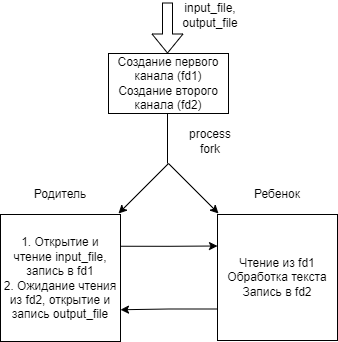 input_file,
output_file
Создание первого
канала (fd1)
Создание второго
канала (fd2)
process
fork
Родитель
Ребенок
1. Открытие и
чтение input_file,
запись в fd1
2. Ожидание чтения
из fd2, открытие и
запись output_file
Чтение из fd1
Обработка текста
Запись в fd2